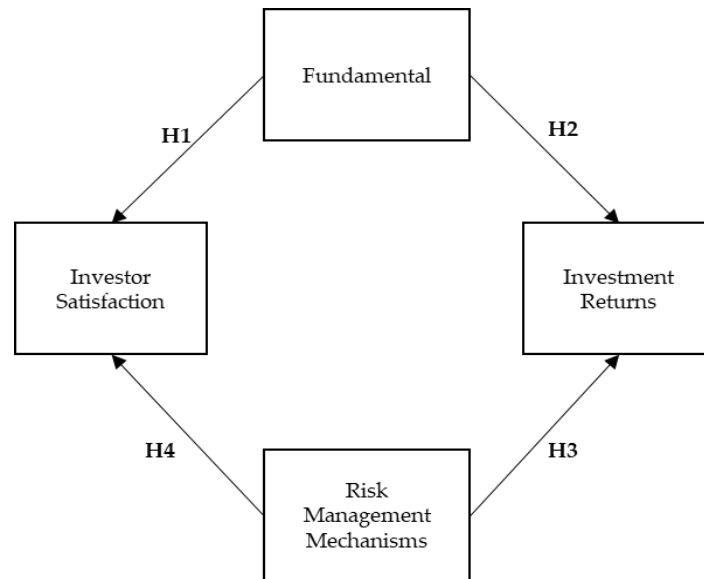 Fundamental
H1
H2
Investor
Satisfaction
Investment
Returns
H4
H3
Risk
Management
Mechanisms